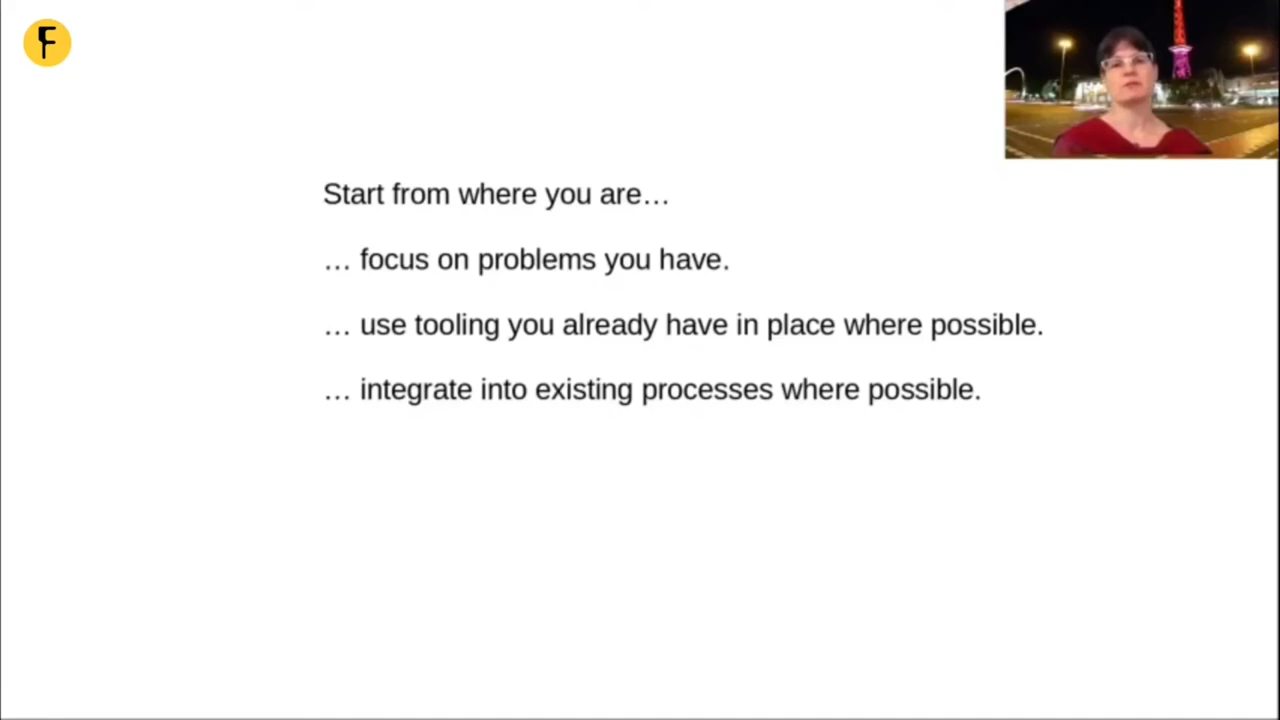 F
Start from where you are…
… focus on problems you have.
… use tooling you already have in place where possible.
… integrate into existing processes where possible.